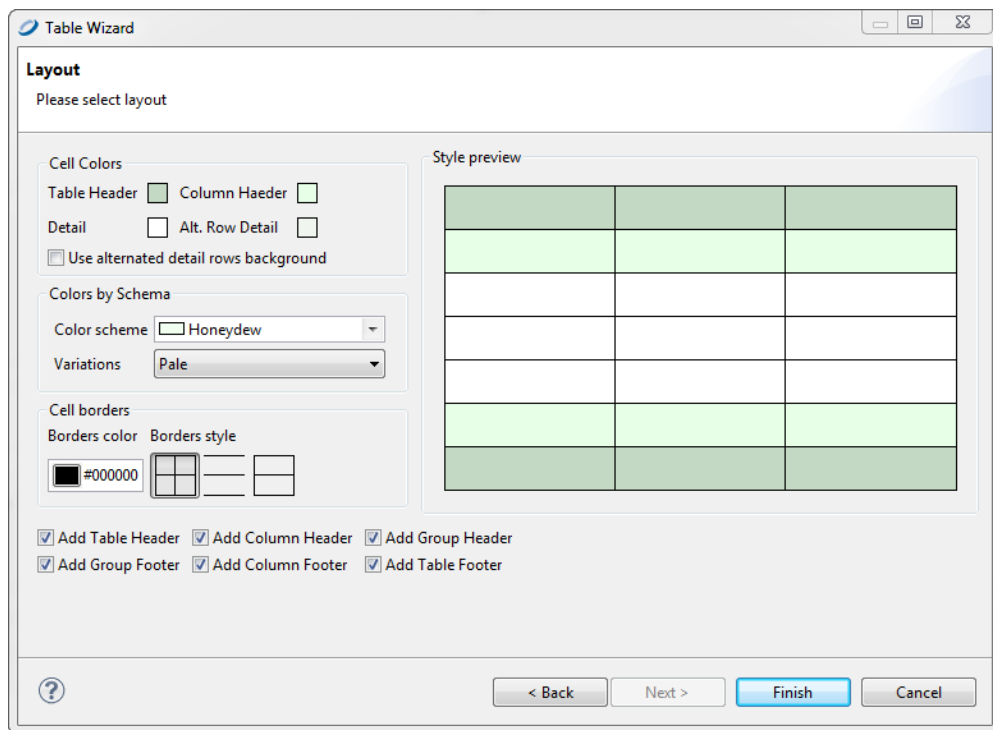 Table Wizard
Layout
Please select layout
Cell Colors
Table Header Column Haeder
Detail Alt. Row Detail
Use alternated detail rows background
Colors by Schema
Color scheme Honeydew
Variations Pale
Cell borders
Borders color Borders style
#000000
Style preview
Add Table Header Add Column Header Add Group Header
Add Group Footer Add Column Footer Add Table Footer
? < Back Next > Finish Cancel